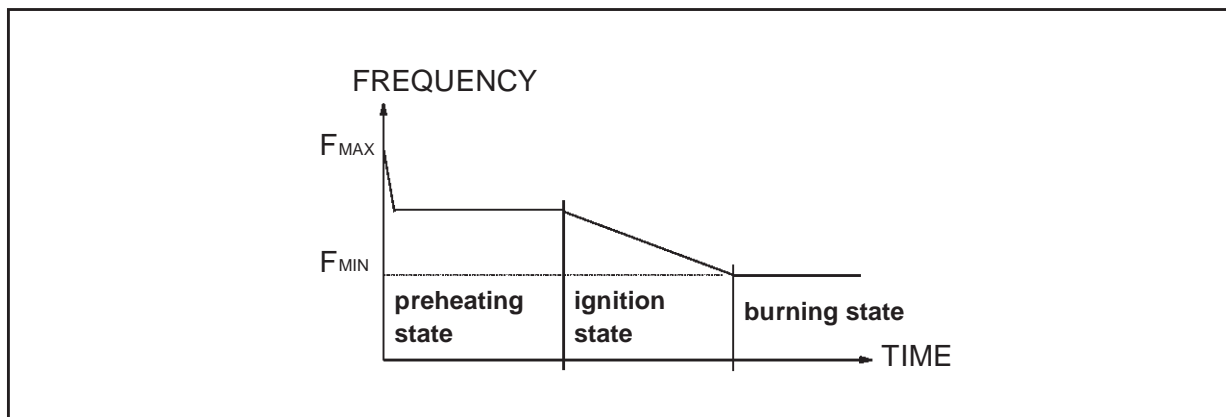 FREQUENCY
FMAX
FMIN
preheating
state
ignition
state
burning state
TIME